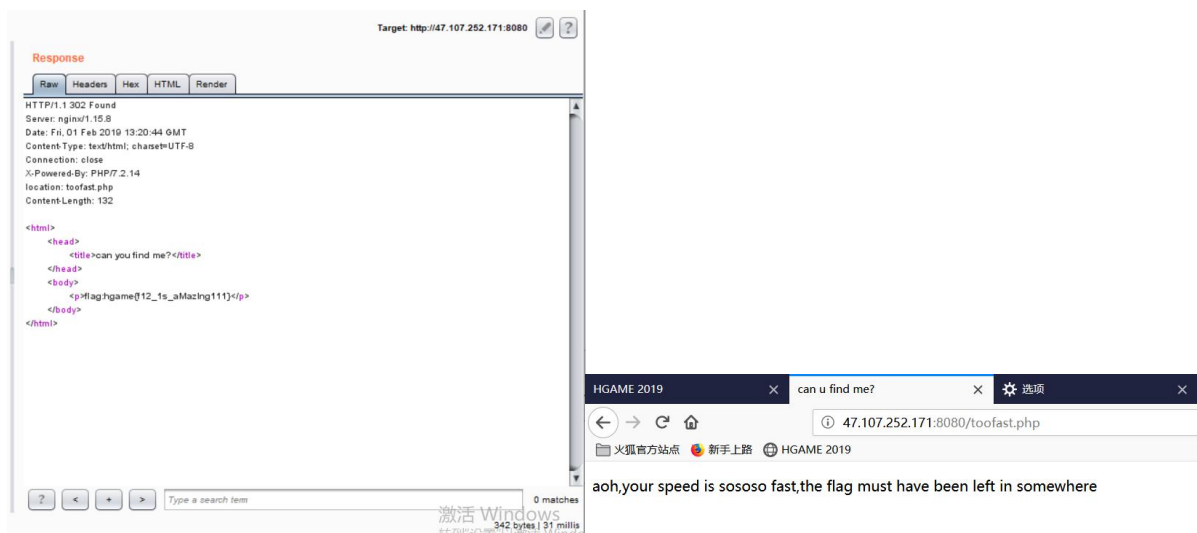 Target: http://47.107.252.171:8080
?
Response
Raw Headers Hex HTML Render
HTTP/1.1 302 Found
Server: nginx/1.15.8
Date: Fri, 01 Feb 2019 13:20:44 GMT
Content-Type: text/html; charset=UTF-8
Connection: close
X-Powered-By: PHP/7.2.14
location: toofast.php
Content-Length: 132
<html>
<head>
<title>can you find me?</title>
</head>
<body>
<p>flag:hgame{f12_1s_aMazIng111}</p>
</body>
</html>
? < + > Type a search term 0 matches
激活 Windows
342 bytes | 31 millis
HGAME 2019 can u find me? 选项
47.107.252.171:8080/toofast.php
火狐官方站点 新手上路 HGAME 2019
aoh,your speed is sososo fast,the flag must have been left in somewhere